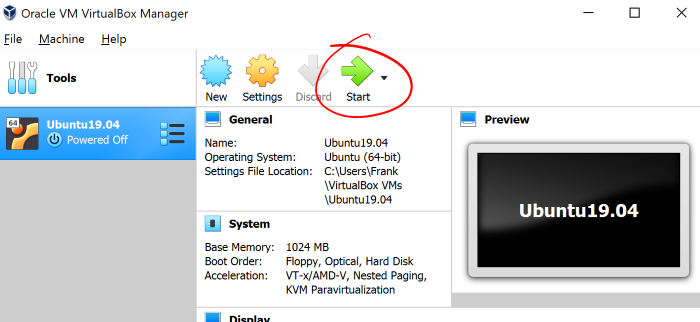 Oracle VM VirtualBox Manager
File Machine Help
Tools
New Settings Discard Start
64
Ubuntu19.04
Powered Off
General
Name: Ubuntu19.04
Operating System: Ubuntu (64-bit)
Settings File Location: C:\Users\Frank
\VirtualBox VMs
\Ubuntu19.04
System
Base Memory: 1024 MB
Boot Order: Floppy, Optical, Hard Disk
Acceleration: VT-x/AMD-V, Nested Paging,
KVM Paravirtualization
Display
Preview
Ubuntu19.04